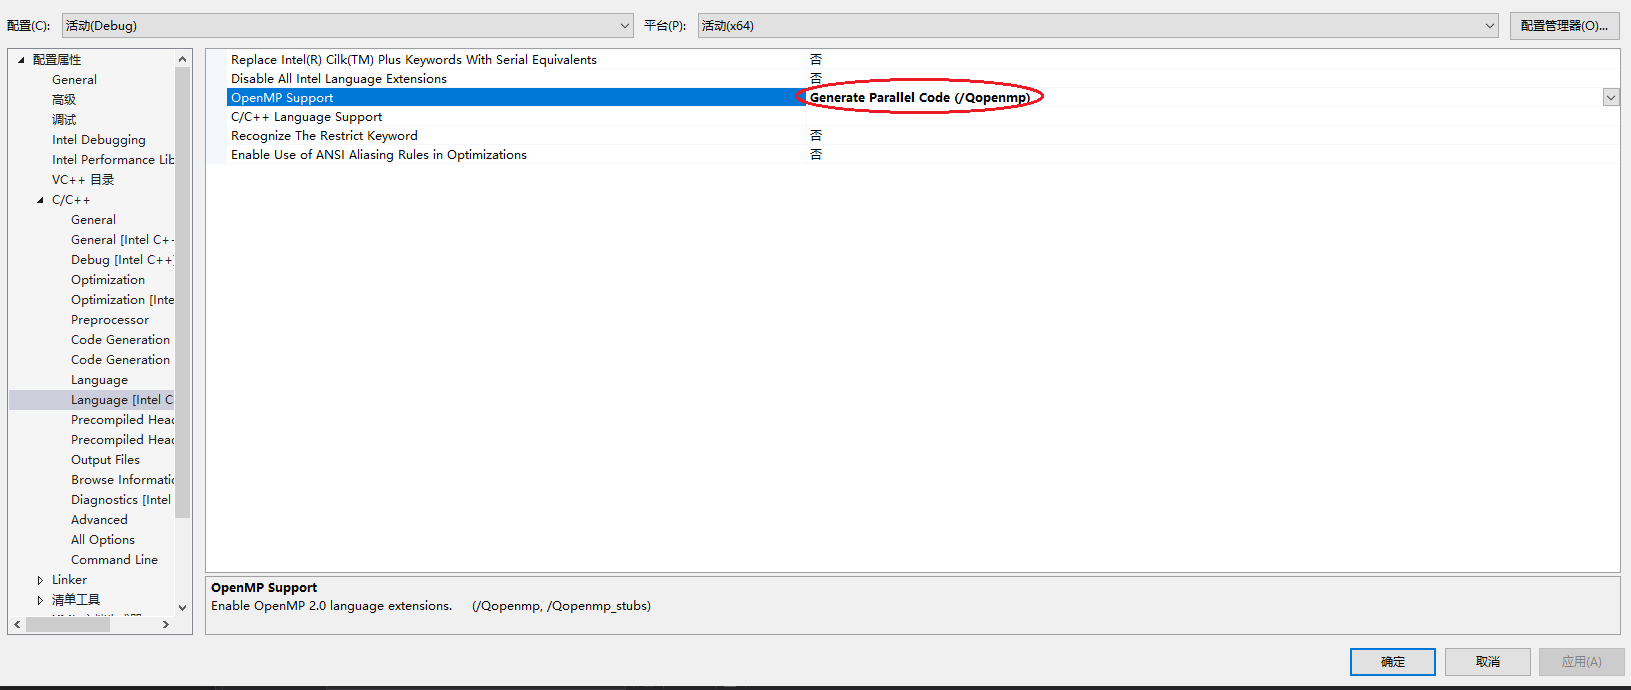 配置(C):
活动(Debug)
平台(P):
活动(x64)
配置管理器(O)...
配置属性
General
高级
调试
Intel Debugging
Intel Performance Lib
VC++ 目录
C/C++
General
General [Intel C+
Debug [Intel C++]
Optimization
Optimization [Inte
Preprocessor
Code Generation
Code Generation
Language
Language [Intel C
Precompiled Head
Precompiled Head
Output Files
Browse Informatio
Diagnostics [Intel
Advanced
All Options
Command Line
Linker
清单工具
Replace Intel(R) Cilk(TM) Plus Keywords With Serial Equivalents 否
Disable All Intel Language Extensions 否
OpenMP Support Generate Parallel Code (/Qopenmp)
C/C++ Language Support
Recognize The Restrict Keyword 否
Enable Use of ANSI Aliasing Rules in Optimizations 否
OpenMP Support
Enable OpenMP 2.0 language extensions. (/Qopenmp, /Qopenmp_stubs)
确定
取消
应用(A)